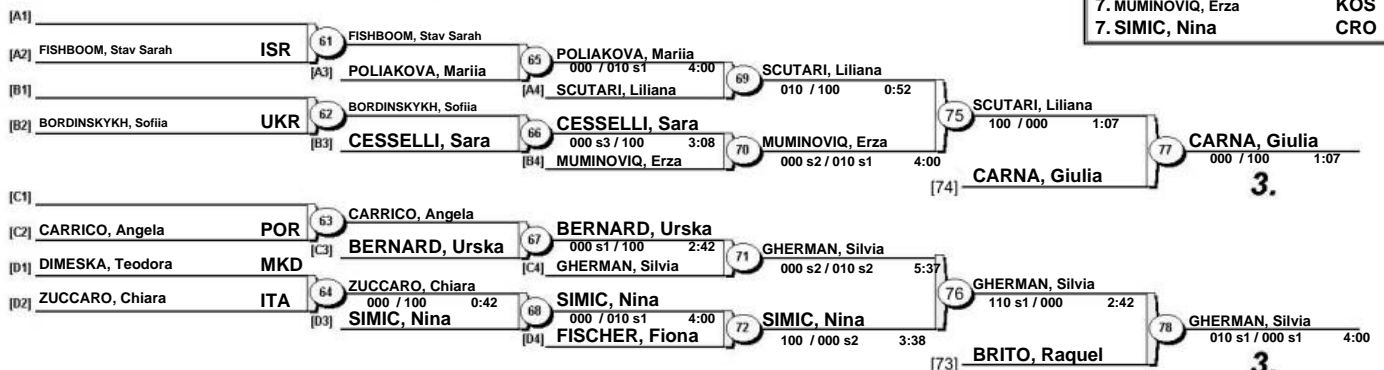 7. MUMINOVIQ, Erza KOS
7. SIMIC, Nina CRO
[A1]
[A2] FISHBOOM, Stav Sarah ISR
61 FISHBOOM, Stav Sarah
[A3] POLIAKOVA, Mariia
65 POLIAKOVA, Mariia
000 / 010 s1 4:00
[A4] SCUTARI, Liliana
69 SCUTARI, Liliana
010 / 100 0:52
[B1]
[B2] BORDINSKYKH, Sofiia UKR
62 BORDINSKYKH, Sofiia
[B3] CESSELLI, Sara
66 CESSELLI, Sara
000 s3 / 100 3:08
[B4] MUMINOVIQ, Erza
70 MUMINOVIQ, Erza
000 s2 / 010 s1 4:00
75 SCUTARI, Liliana
100 / 000 1:07
[74] CARNA, Giulia
77 CARNA, Giulia
000 / 100 1:07
3.
[C1]
[C2] CARRICO, Angela POR
63 CARRICO, Angela
[C3] BERNARD, Urska
67 BERNARD, Urska
000 s1 / 100 2:42
[C4] GHERMAN, Silvia
71 GHERMAN, Silvia
000 s2 / 010 s2 5:37
[D1] DIMESKA, Teodora MKD
[D2] ZUCCARO, Chiara ITA
64 ZUCCARO, Chiara
000 / 100 0:42
[D3] SIMIC, Nina
68 SIMIC, Nina
000 / 010 s1 4:00
[D4] FISCHER, Fiona
72 SIMIC, Nina
100 / 000 s2 3:38
76 GHERMAN, Silvia
110 s1 / 000 2:42
[73] BRITO, Raquel
78 GHERMAN, Silvia
010 s1 / 000 s1 4:00
3.